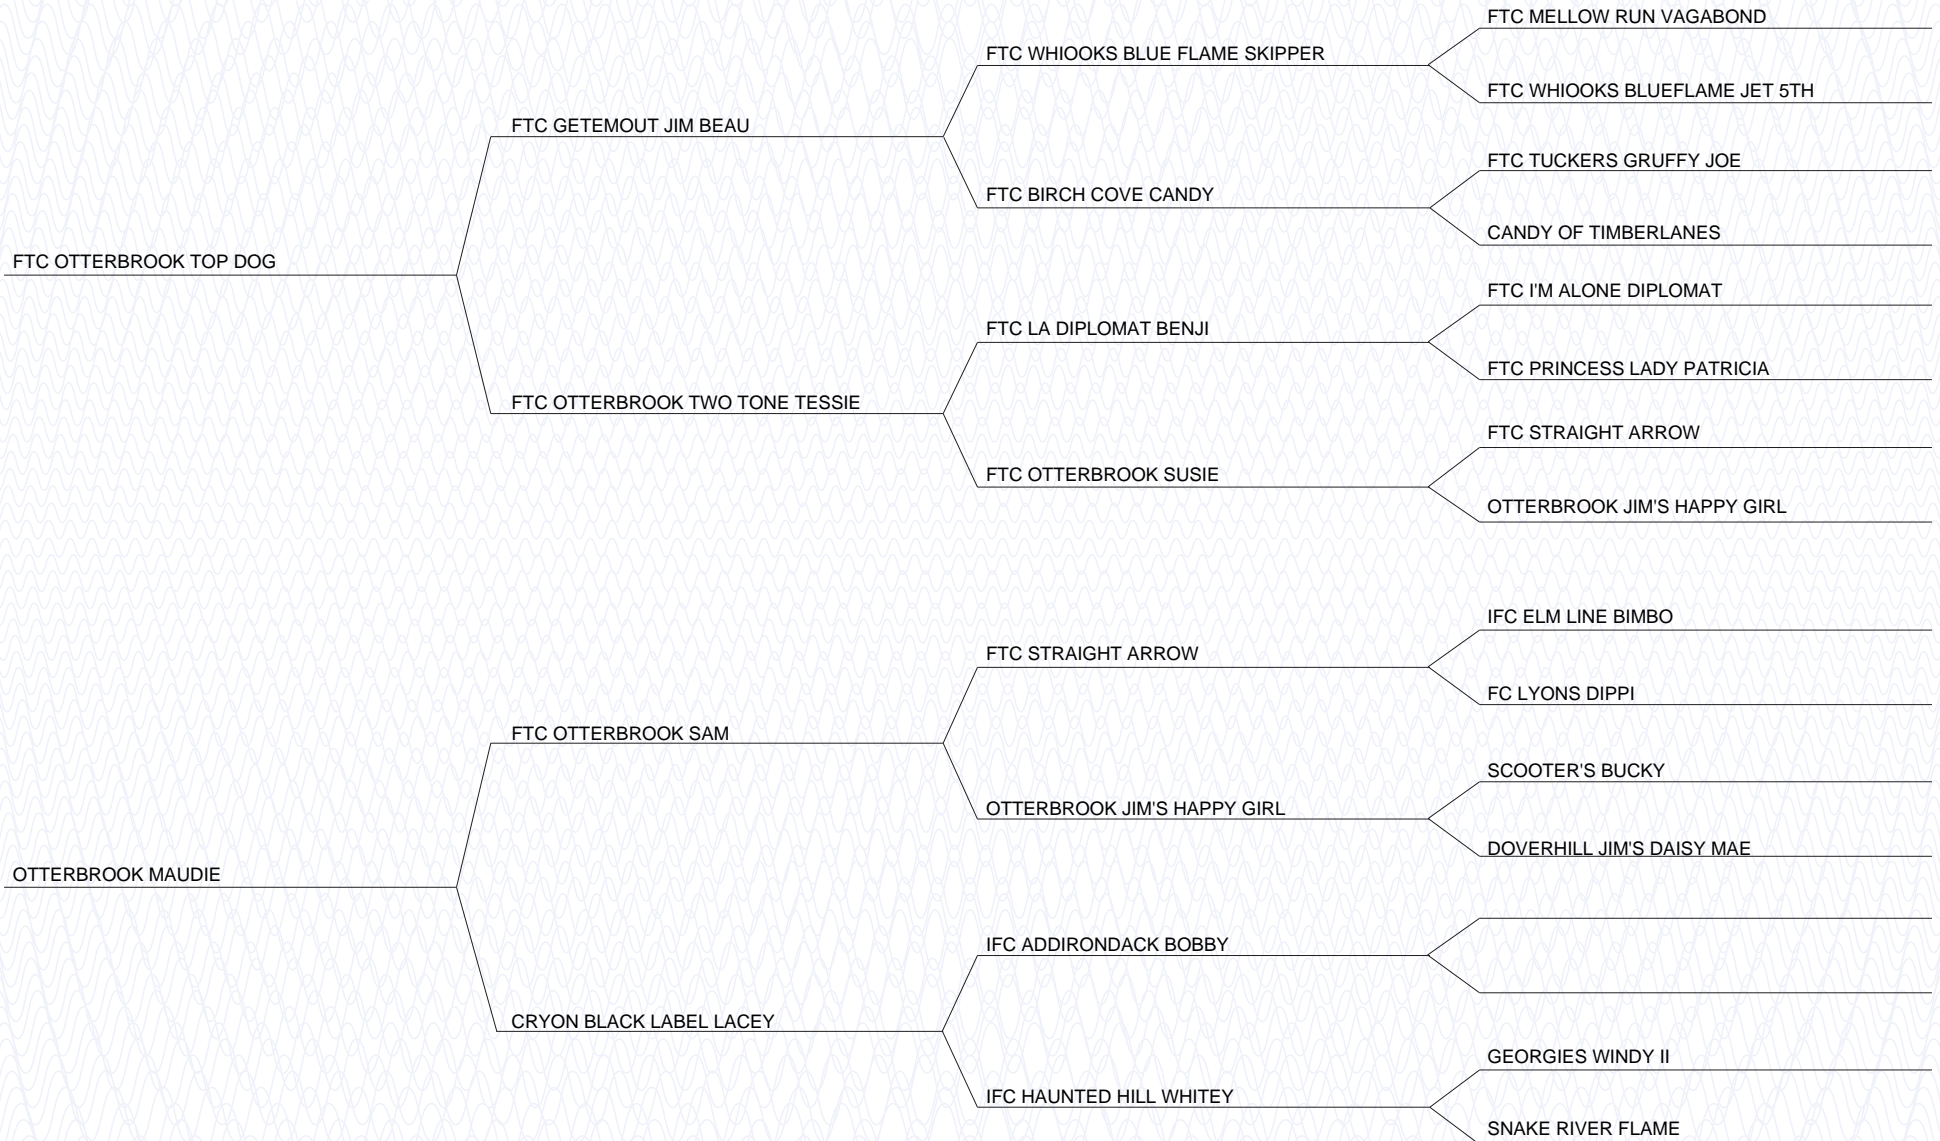 FTC MELLOW RUN VAGABOND
FTC WHIOOKS BLUE FLAME SKIPPER
FTC WHIOOKS BLUEFLAME JET 5TH
FTC GETEMOUT JIM BEAU
FTC TUCKERS GRUFFY JOE
FTC BIRCH COVE CANDY
CANDY OF TIMBERLANES
FTC OTTERBROOK TOP DOG
FTC I'M ALONE DIPLOMAT
FTC LA DIPLOMAT BENJI
FTC PRINCESS LADY PATRICIA
FTC OTTERBROOK TWO TONE TESSIE
FTC STRAIGHT ARROW
FTC OTTERBROOK SUSIE
OTTERBROOK JIM'S HAPPY GIRL
IFC ELM LINE BIMBO
FTC STRAIGHT ARROW
FC LYONS DIPPI
FTC OTTERBROOK SAM
SCOOTER'S BUCKY
OTTERBROOK JIM'S HAPPY GIRL
DOVERHILL JIM'S DAISY MAE
OTTERBROOK MAUDIE
IFC ADDIRONDACK BOBBY
CRYON BLACK LABEL LACEY
GEORGIES WINDY II
IFC HAUNTED HILL WHITEY
SNAKE RIVER FLAME